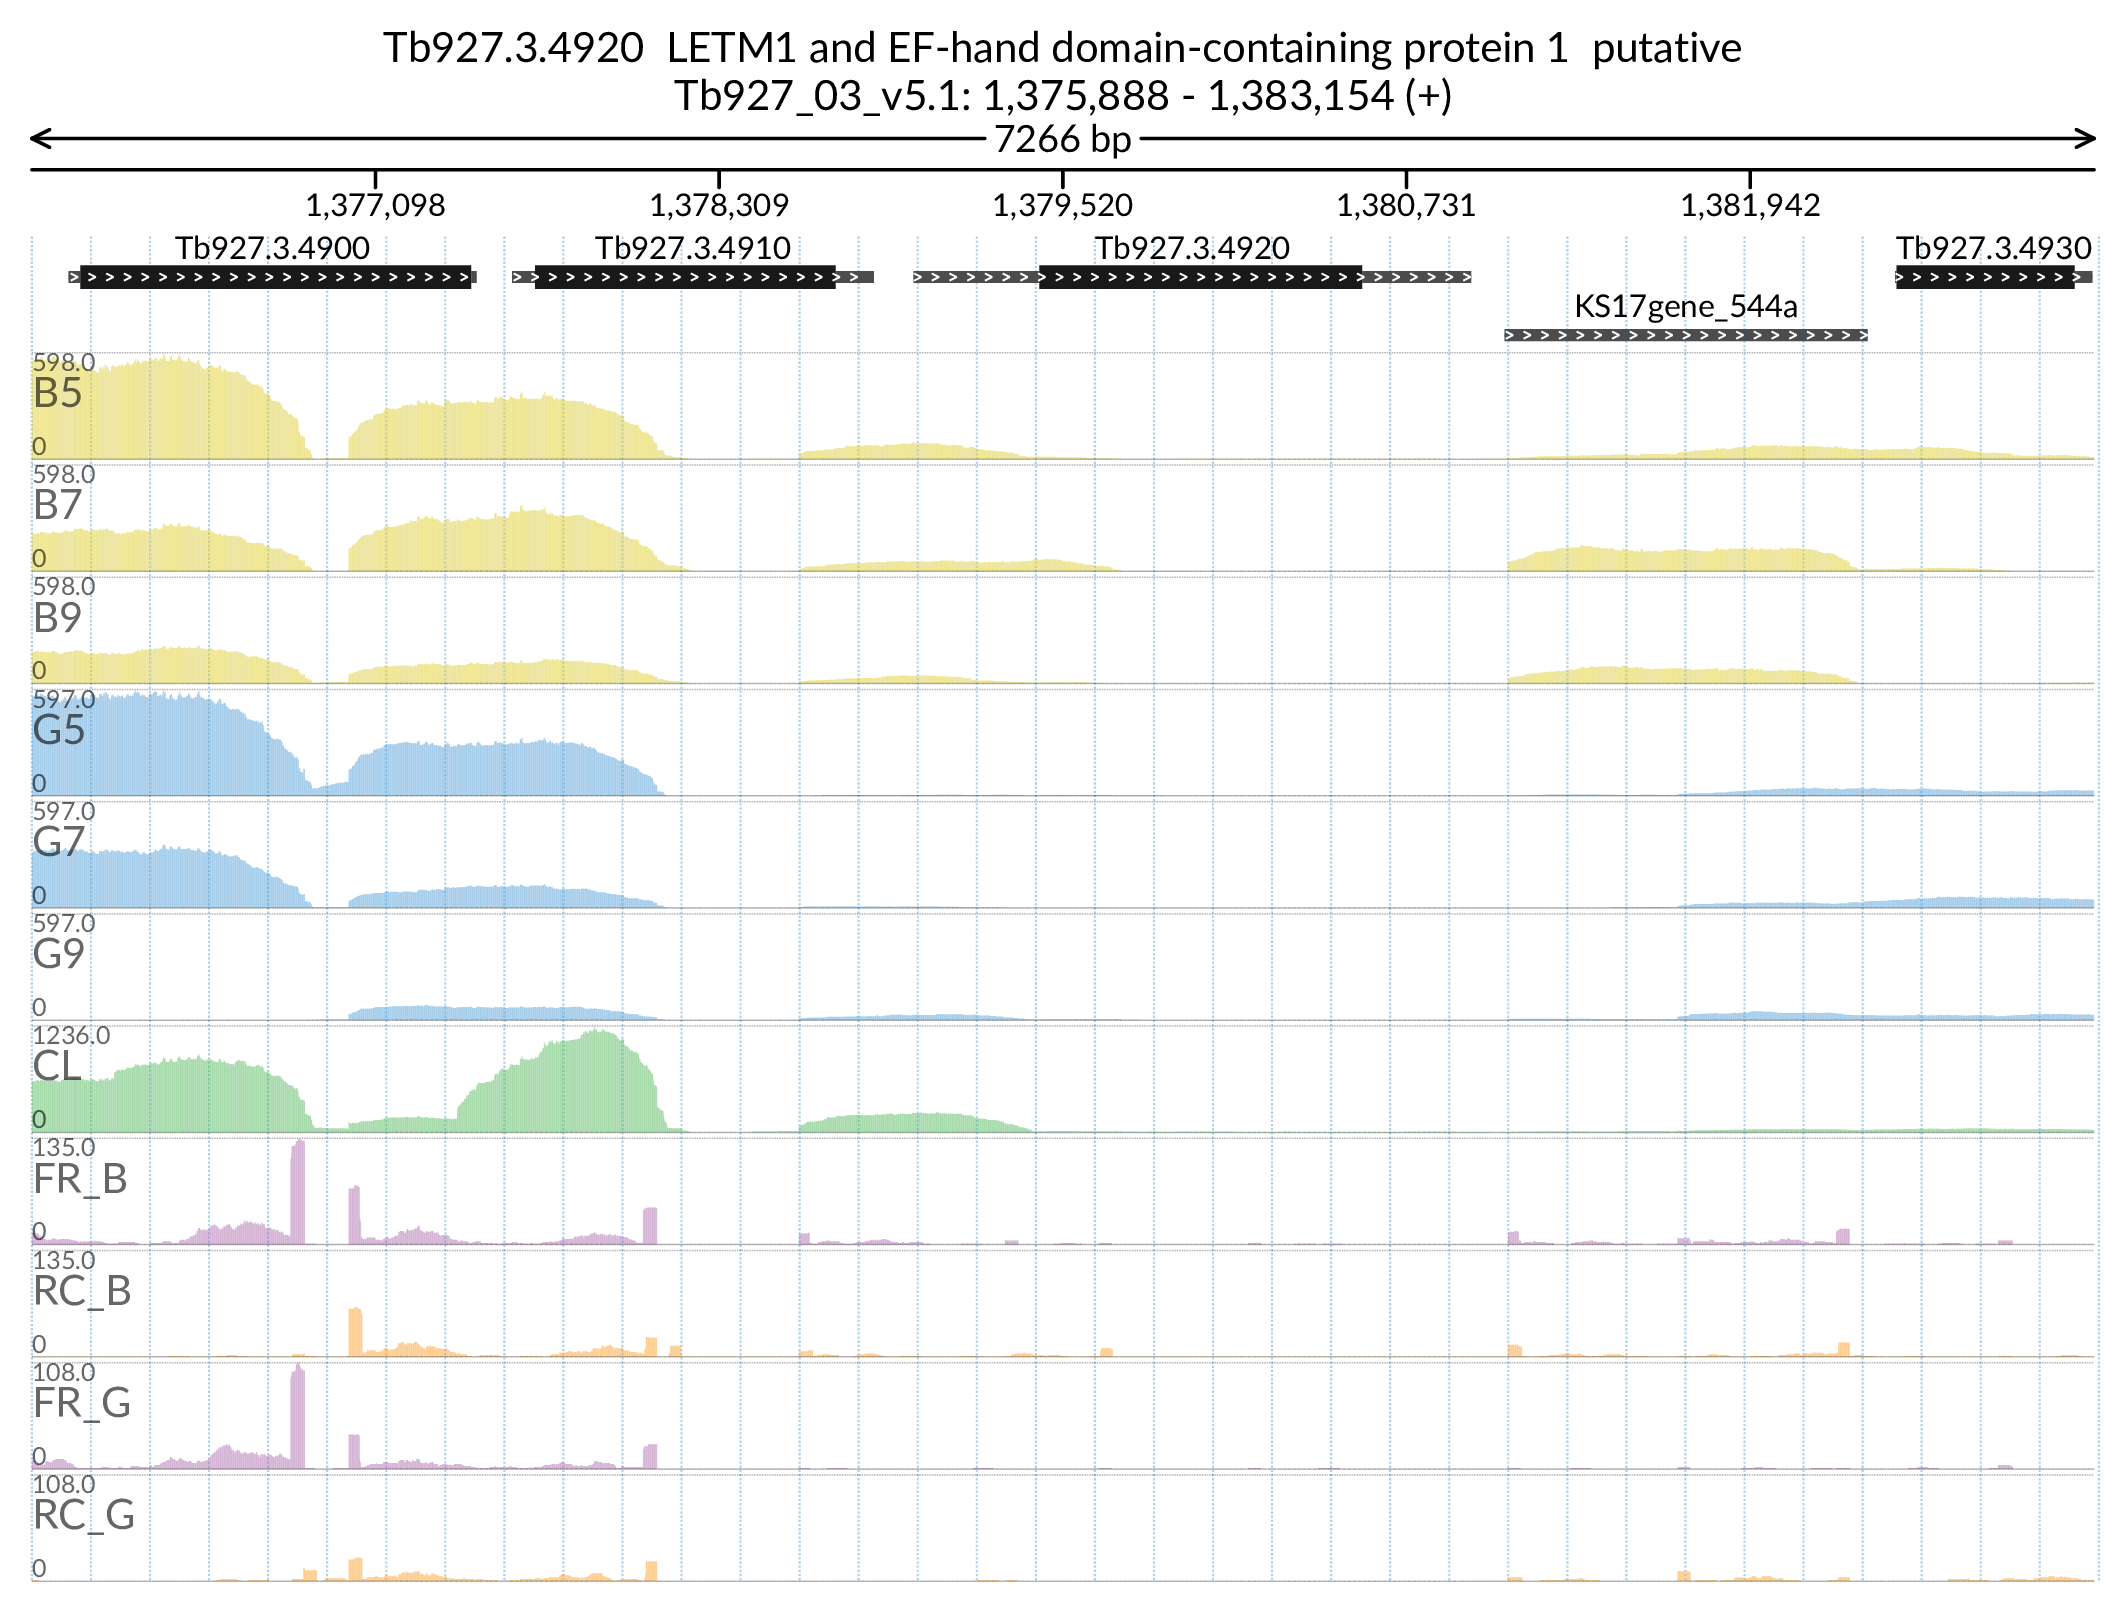 Tb927.3.4920  LETM1 and EF-hand domain-containing protein 1  putative
Tb927_03_v5.1: 1,375,888 - 1,383,154 (+)
7266 bp
1,377,098 1,378,309 1,379,520 1,380,731 1,381,942
Tb927.3.4900 Tb927.3.4910 Tb927.3.4920 Tb927.3.4930
KS17gene_544a
598.0
B5
0
598.0
B7
0
598.0
B9
0
597.0
G5
0
597.0
G7
0
597.0
G9
0
1236.0
CL
0
135.0
FR_B
0
135.0
RC_B
0
108.0
FR_G
0
108.0
RC_G
0